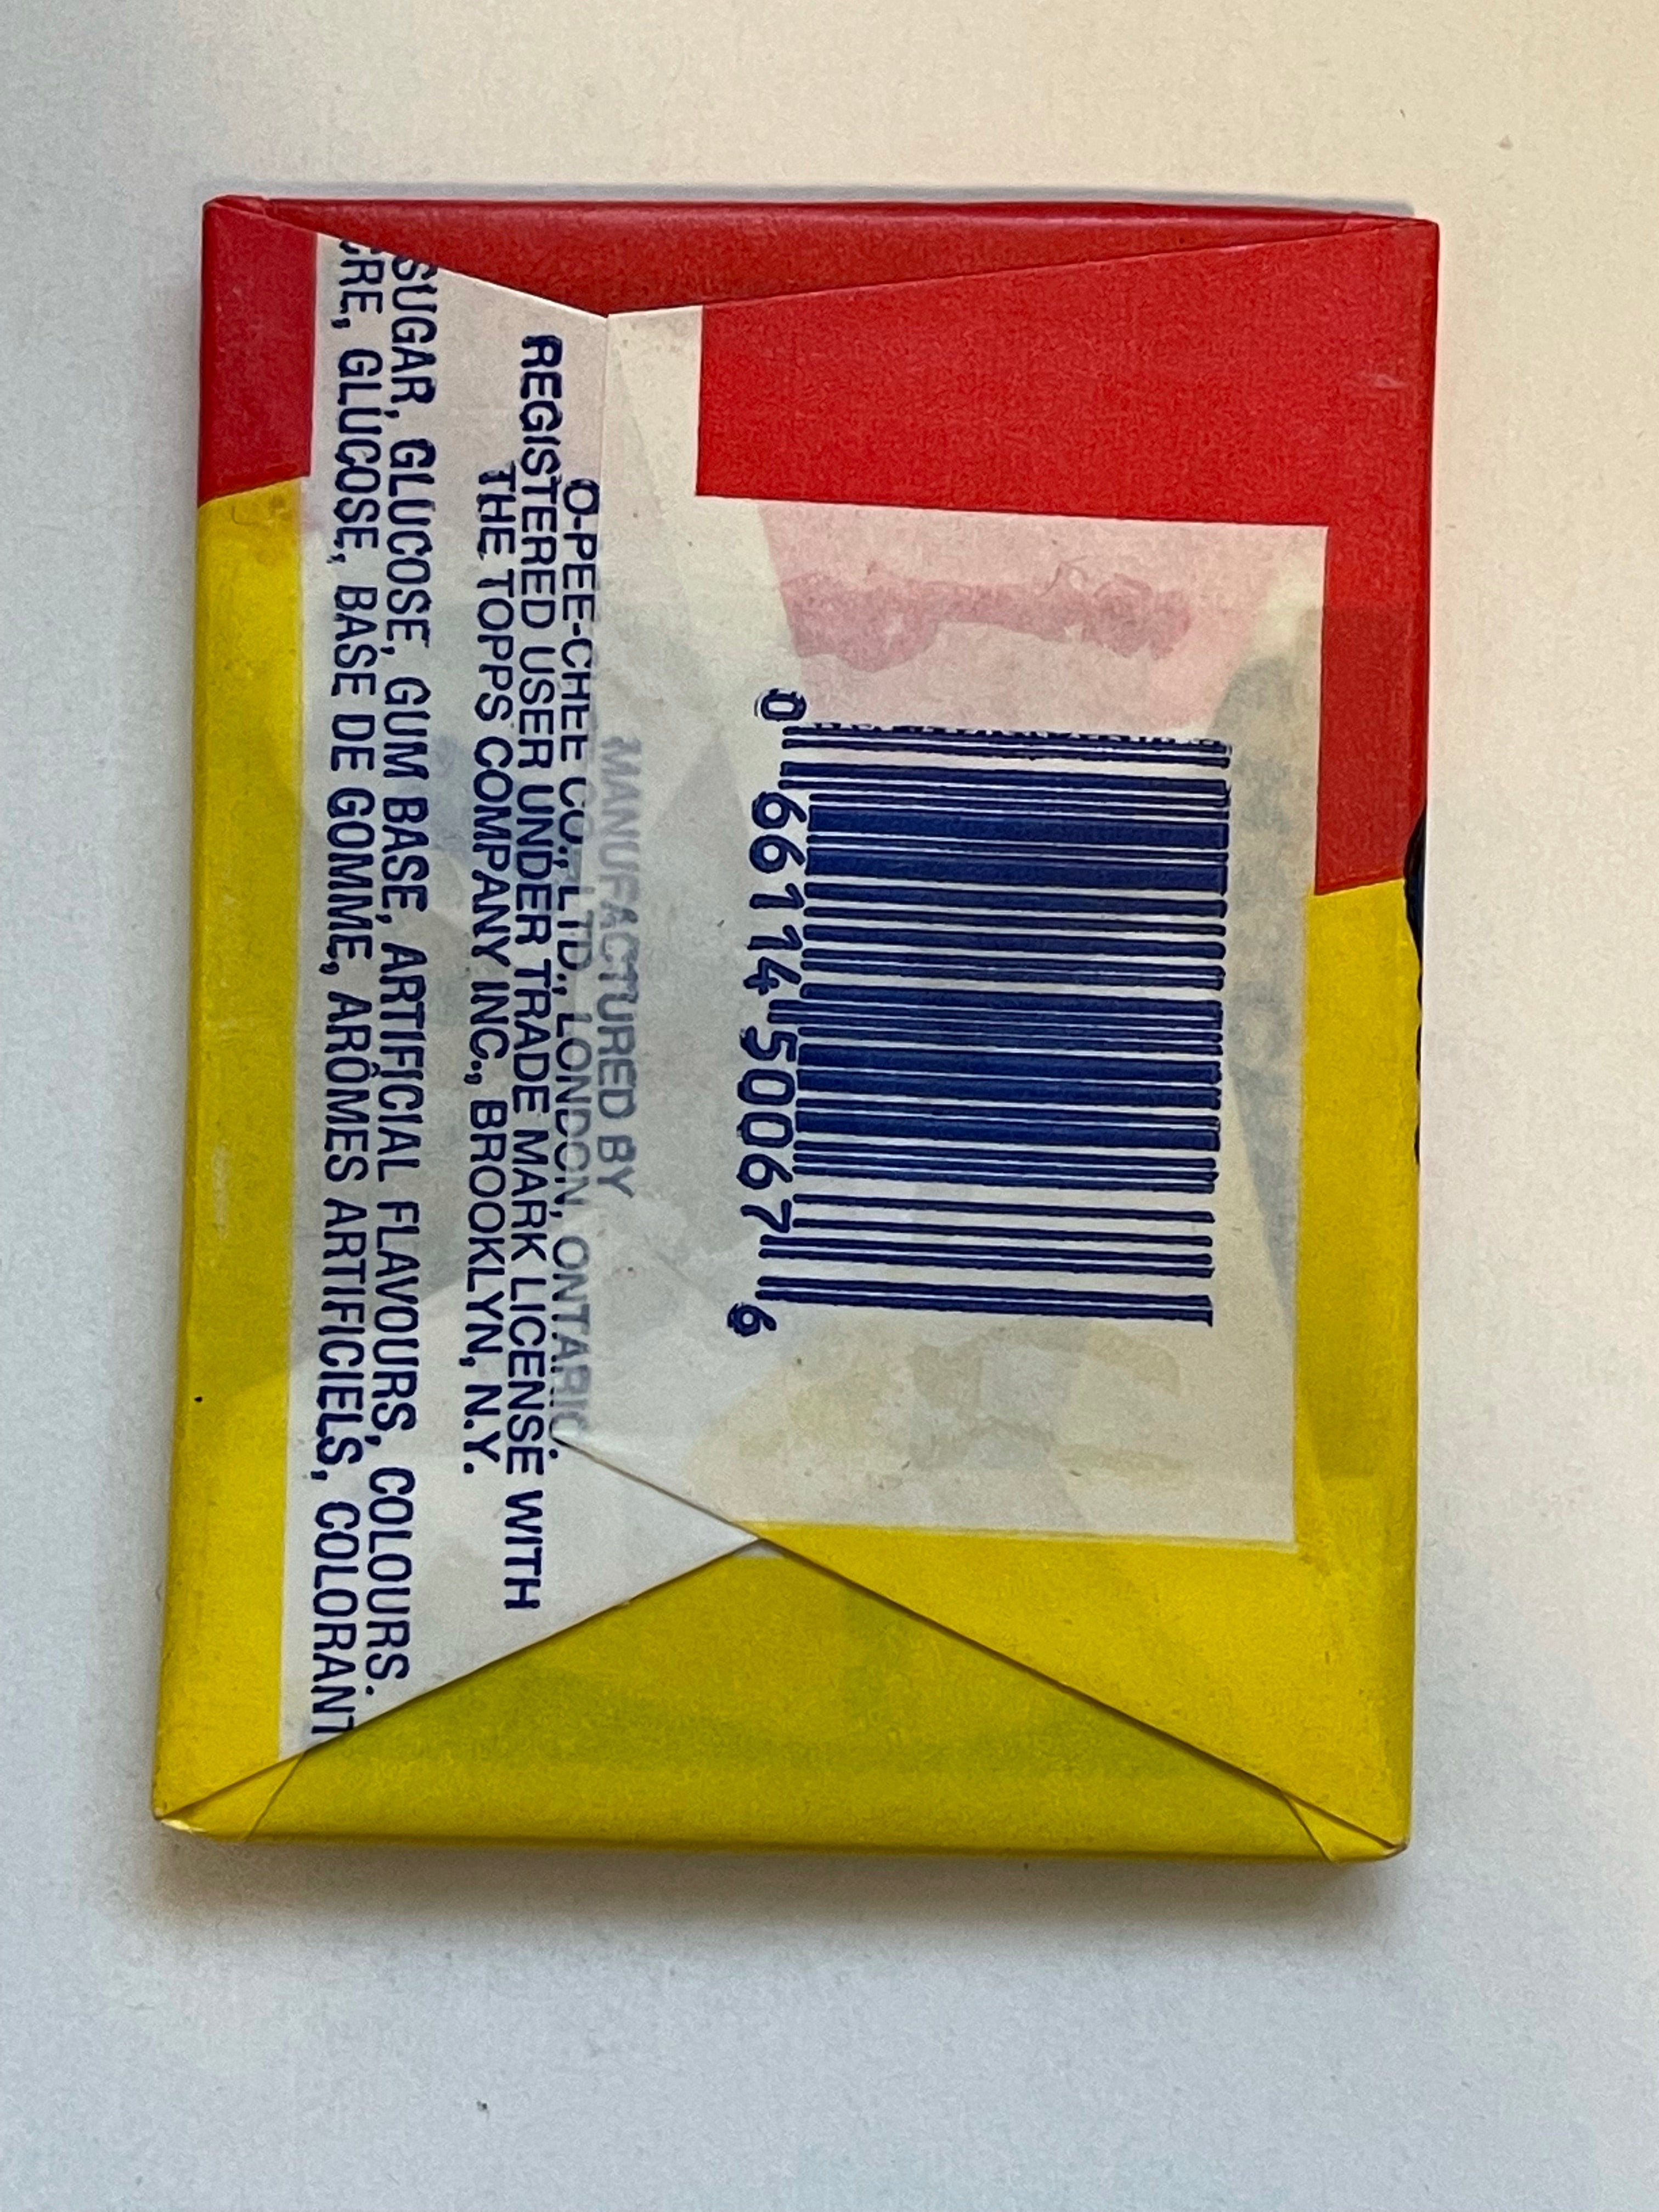 0 66114 50067 6
MANUFACTURED BY
O-PEE-CHEE CO., LTD., LONDON, ONTARIO.
REGISTERED USER UNDER TRADE MARK LICENSE WITH
THE TOPPS COMPANY INC., BROOKLYN, N.Y.
SUGAR, GLUCOSE, GUM BASE, ARTIFICIAL FLAVOURS, COLOURS.
CRE, GLUCOSE, BASE DE GOMME, ARÔMES ARTIFICIELS, COLORANT